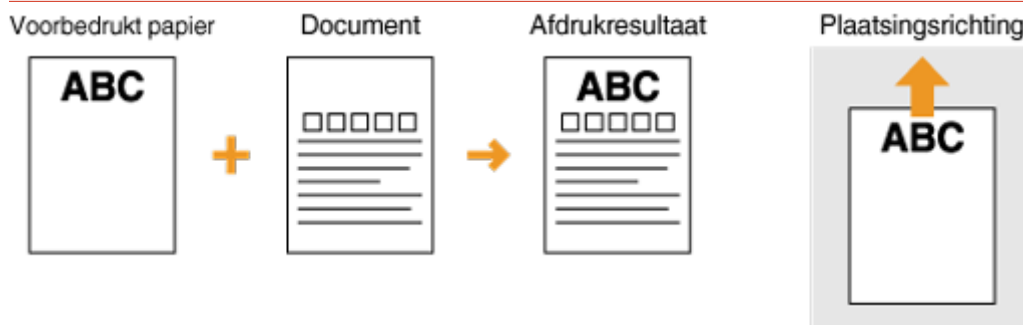 Voorbedrukt papier Document Afdrukresultaat Plaatsingsrichting
ABC ABC
ABC